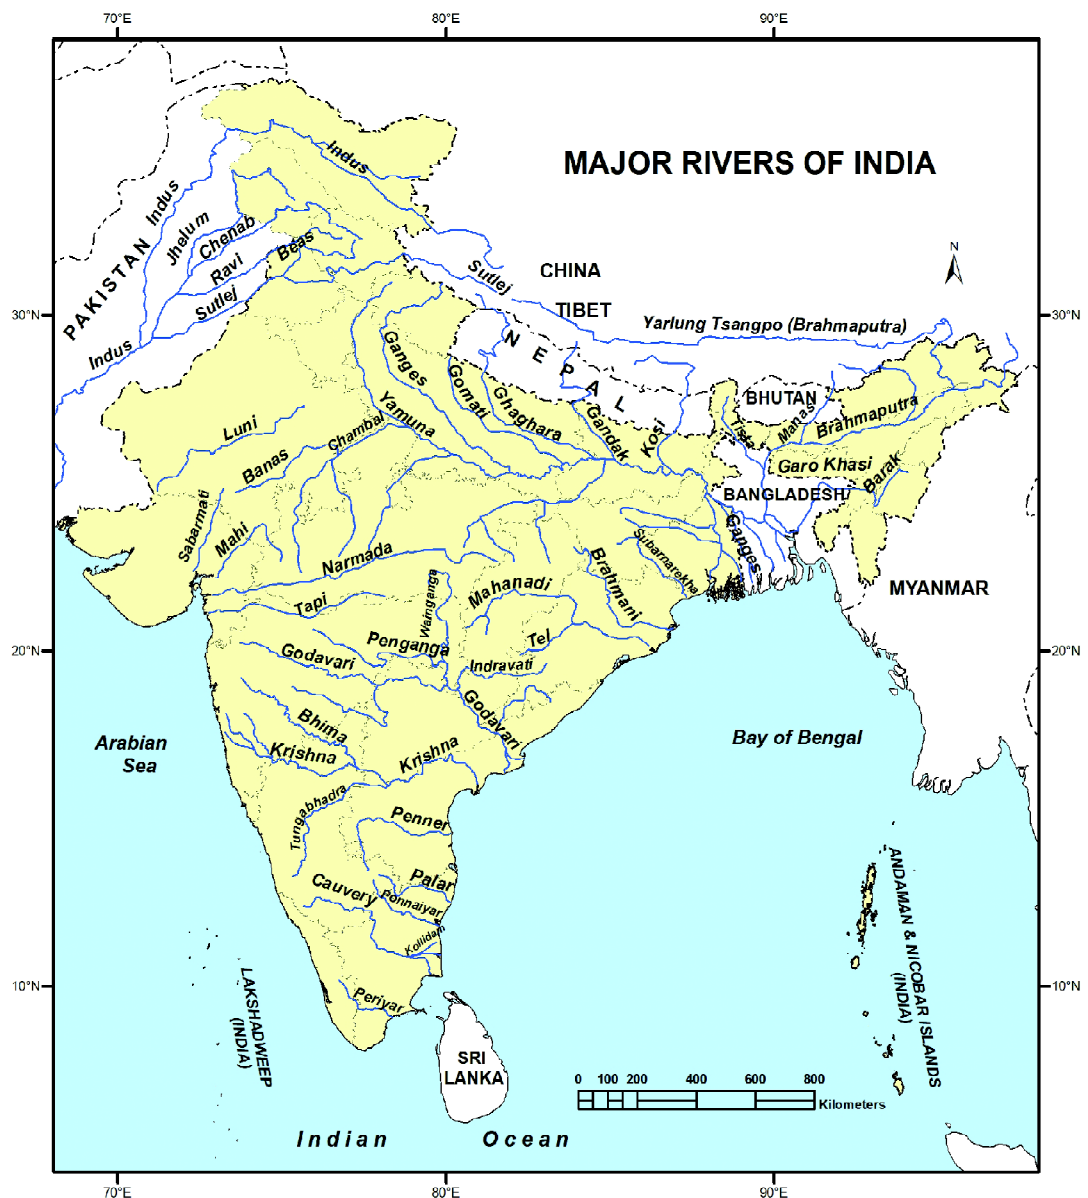 70°E
80°E
90°E
MAJOR RIVERS OF INDIA
Indus
Indus
Jhelum
Chenab
PAKISTAN
Ravi
Beas
Sutlej
Sutlej
CHINA
TIBET
N
30°N
30°N
Yarlung Tsangpo (Brahmaputra)
Indus
NEPAL
Ganges
Gomati
Ghaghara
Gandak
Kosi
BHUTAN
Tista
Manas
Brahmaputra
Luni
Chambal
Yamuna
Banas
Garo Khasi
Barak
BANGLADESH
Sabarmati
Mahi
Ganges
Narmada
Subarnarekha
Brahmani
Mahanadi
MYANMAR
Tapi
Wainganga
Penganga
Tel
20°N
20°N
Godavari
Indravati
Godavari
Bhima
Krishna
Krishna
Arabian
Sea
Bay of Bengal
Tungabhadra
Penner
Palar
Cauvery
Ponnaiyar
Kollidam
ANDAMAN & NICOBAR ISLANDS
(INDIA)
10°N
10°N
LAKSHADWEEP
(INDIA)
Periyar
SRI
LANKA
0 100 200 400 600 800
Kilometers
Indian Ocean
70°E
80°E
90°E